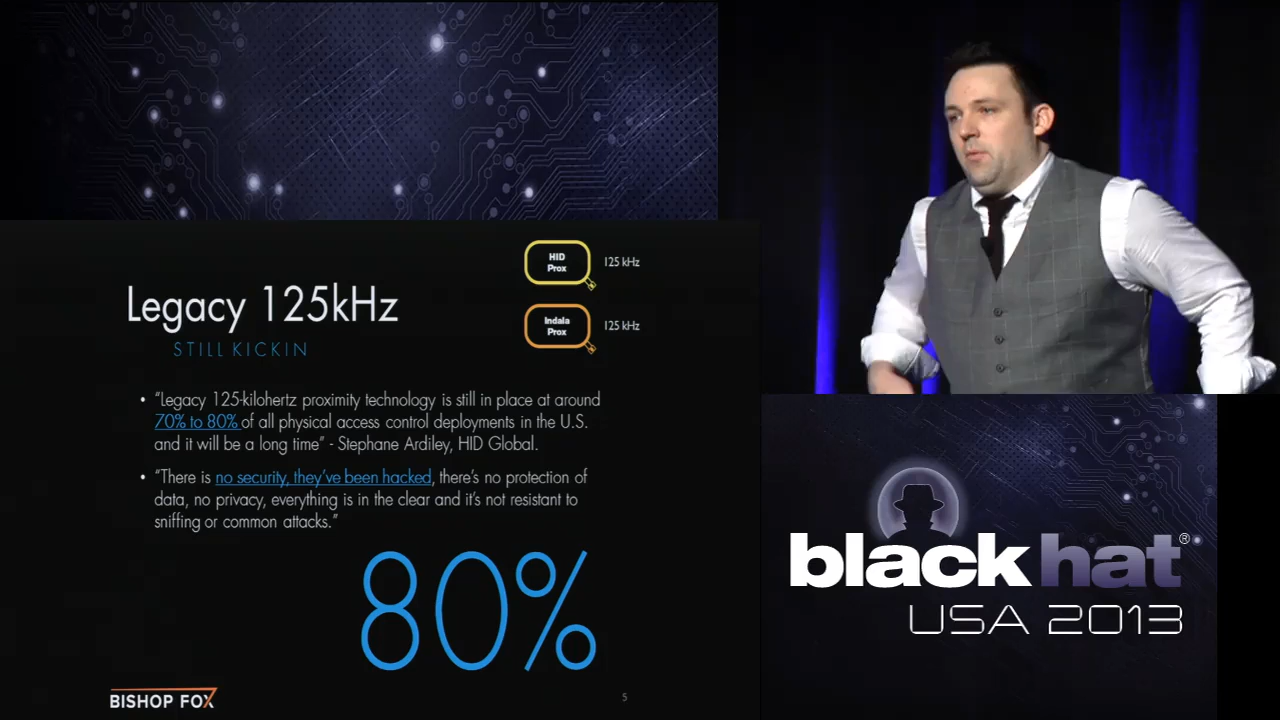 HID
Prox
125 kHz
Indala
Prox
125 kHz
Legacy 125kHz
STILL KICKIN
• "Legacy 125-kilohertz proximity technology is still in place at around
70% to 80% of all physical access control deployments in the U.S.
and it will be a long time" - Stephane Ardiley, HID Global.
• "There is no security, they've been hacked, there's no protection of
data, no privacy, everything is in the clear and it's not resistant to
sniffing or common attacks."
80%
BISHOP FOX
5
black hat®
USA 2013